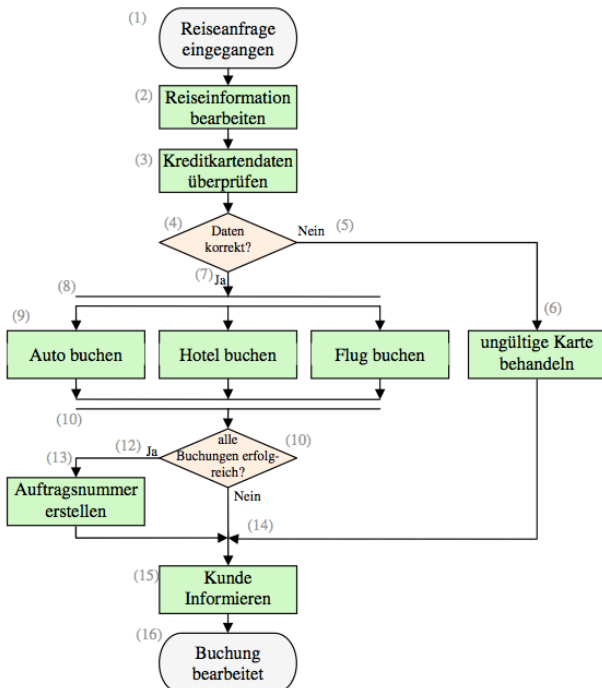 (1)
Reiseanfrage
eingegangen
(2)
Reiseinformation
bearbeiten
(3)
Kreditkartendaten
überprüfen
(4)
Daten
korrekt?
Nein
(5)
(7)
Ja
(8)
(6)
(9)
Auto buchen
Hotel buchen
Flug buchen
ungültige Karte
behandeln
(10)
alle
Buchungen erfolg-
reich?
(10)
(12)
Ja
(13)
Nein
Auftragsnummer
erstellen
(14)
(15)
Kunde
Informieren
(16)
Buchung
bearbeitet